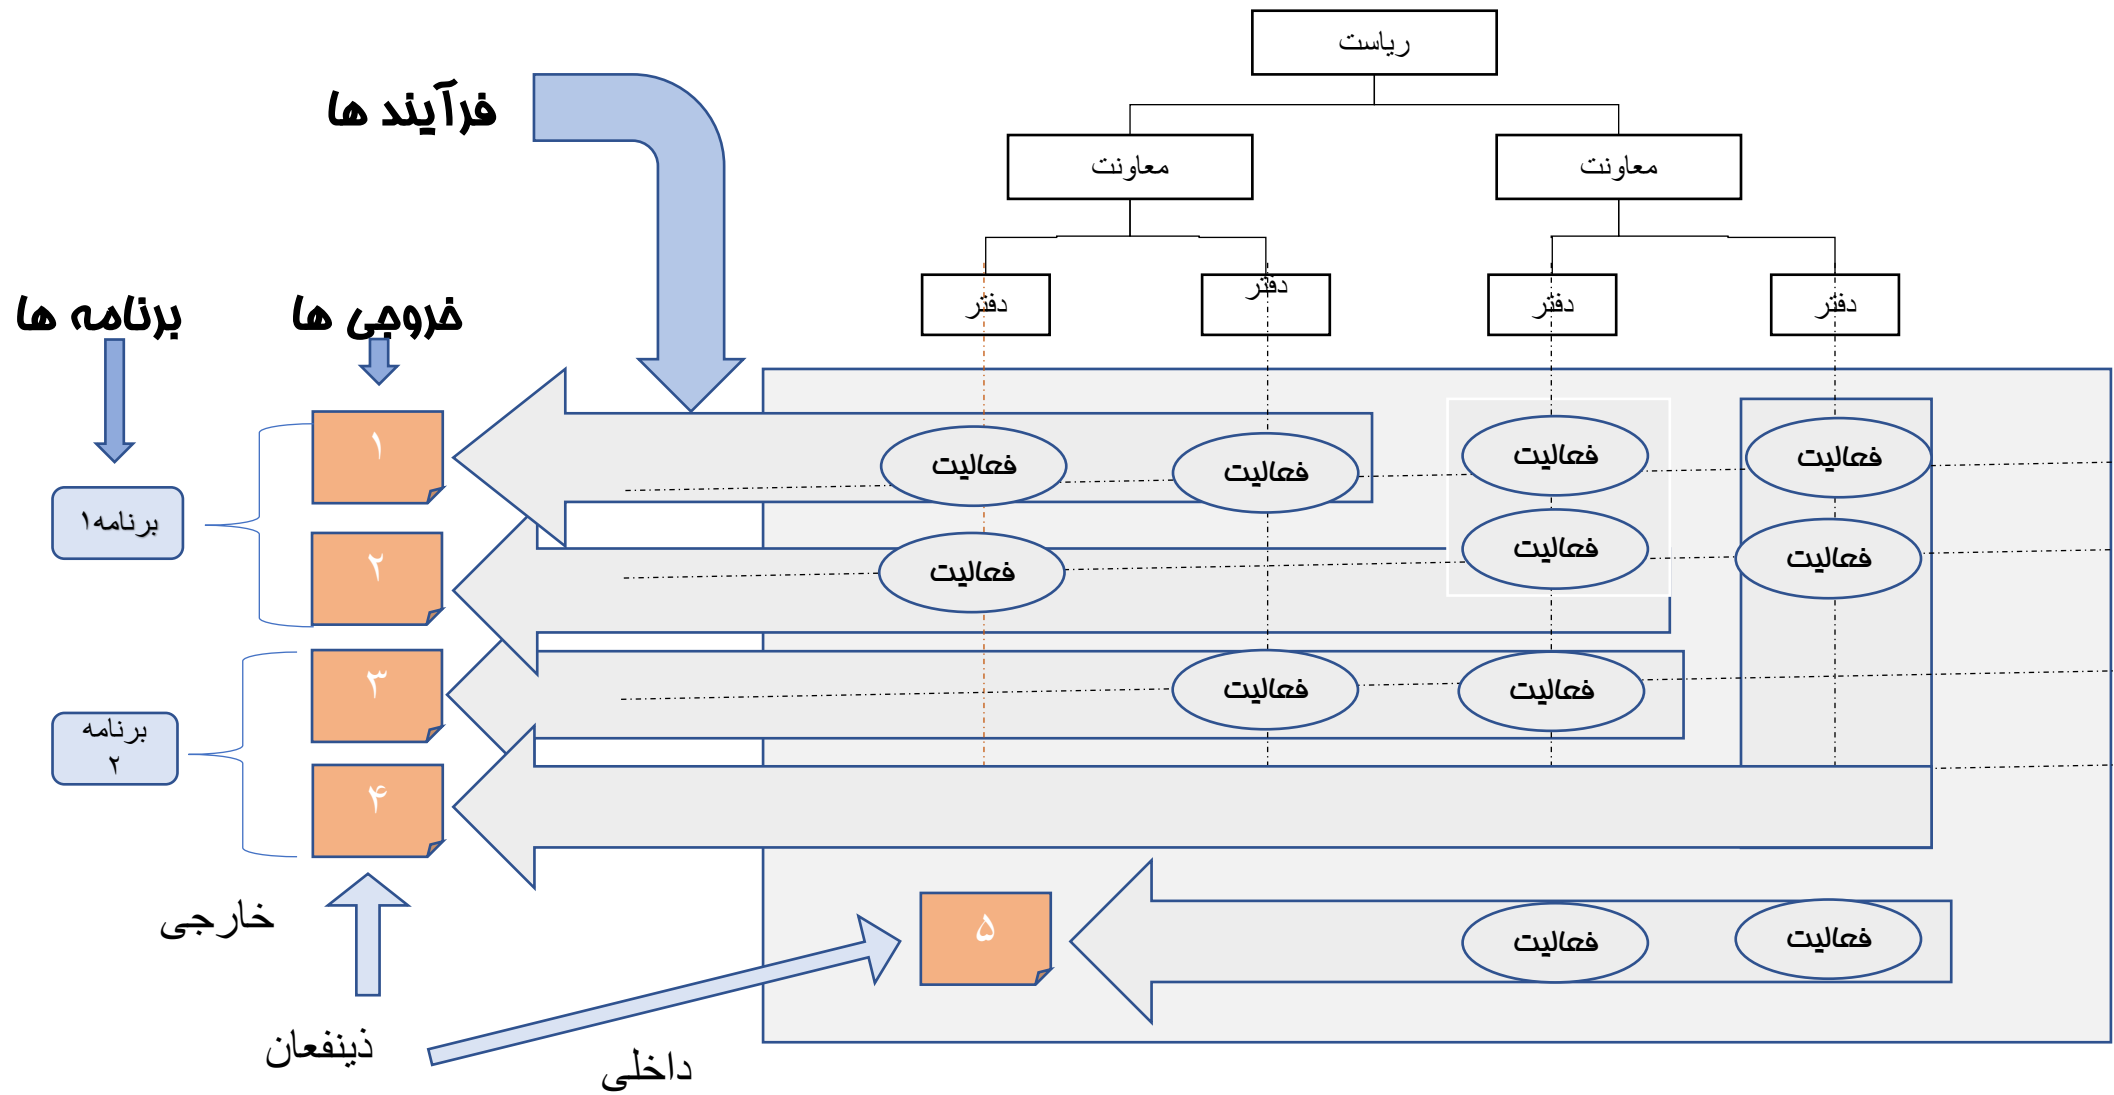 ریاست
فرآیند ها
معاونت
معاونت
دفتر
دفتر
دفتر
دفتر
خروجی ها
برنامه ها
فعالیت
فعالیت
فعالیت
فعالیت
۱
برنامه۱
فعالیت
فعالیت
فعالیت
۲
فعالیت
فعالیت
۳
برنامه
۲
۴
فعالیت
فعالیت
۵
خارجی
ذینفعان
داخلی